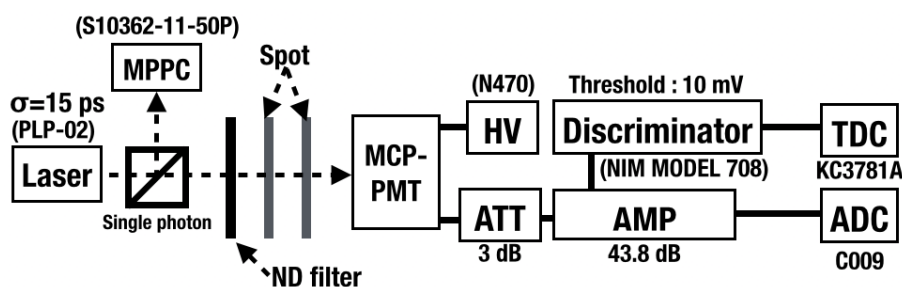 (S10362-11-50P)
MPPC
Spot
σ=15 ps
(PLP-02)
Laser
Single photon
ND filter
MCP-
PMT
(N470)
HV
ATT
3 dB
Threshold : 10 mV
Discriminator
(NIM MODEL 708)
AMP
43.8 dB
TDC
KC3781A
ADC
C009